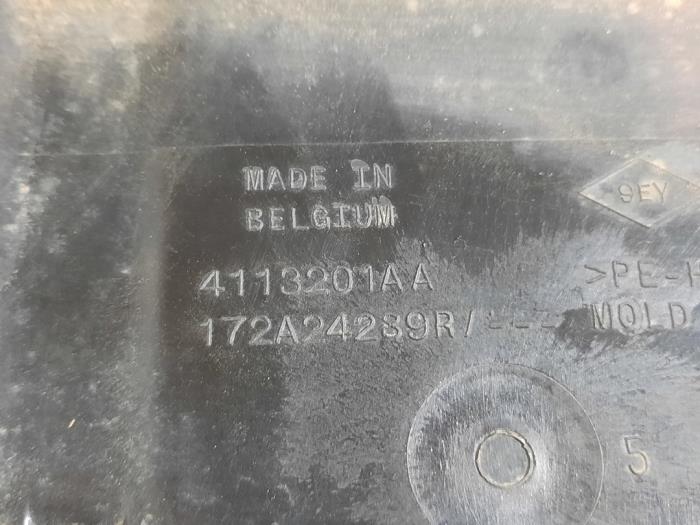 MADE IN
BELGIUM
9EY
4113201AA >PE-
172A24289R/--- MOLD
5